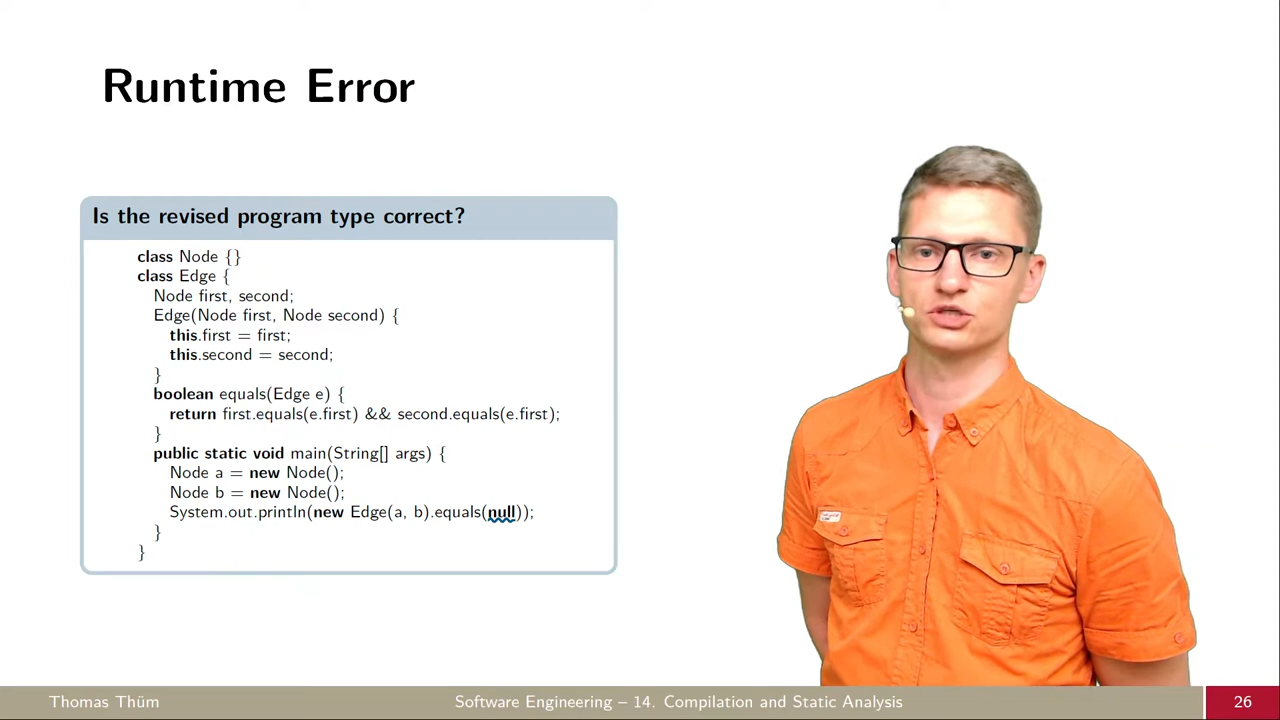 Runtime Error
Is the revised program type correct?
class Node {}
class Edge {
Node first, second;
Edge(Node first, Node second) {
this.first = first;
this.second = second;
}
boolean equals(Edge e) {
return first.equals(e.first) && second.equals(e.first);
}
public static void main(String[] args) {
Node a = new Node();
Node b = new Node();
System.out.println(new Edge(a, b).equals(null));
}
}
Thomas Thüm
Software Engineering – 14. Compilation and Static Analysis
26